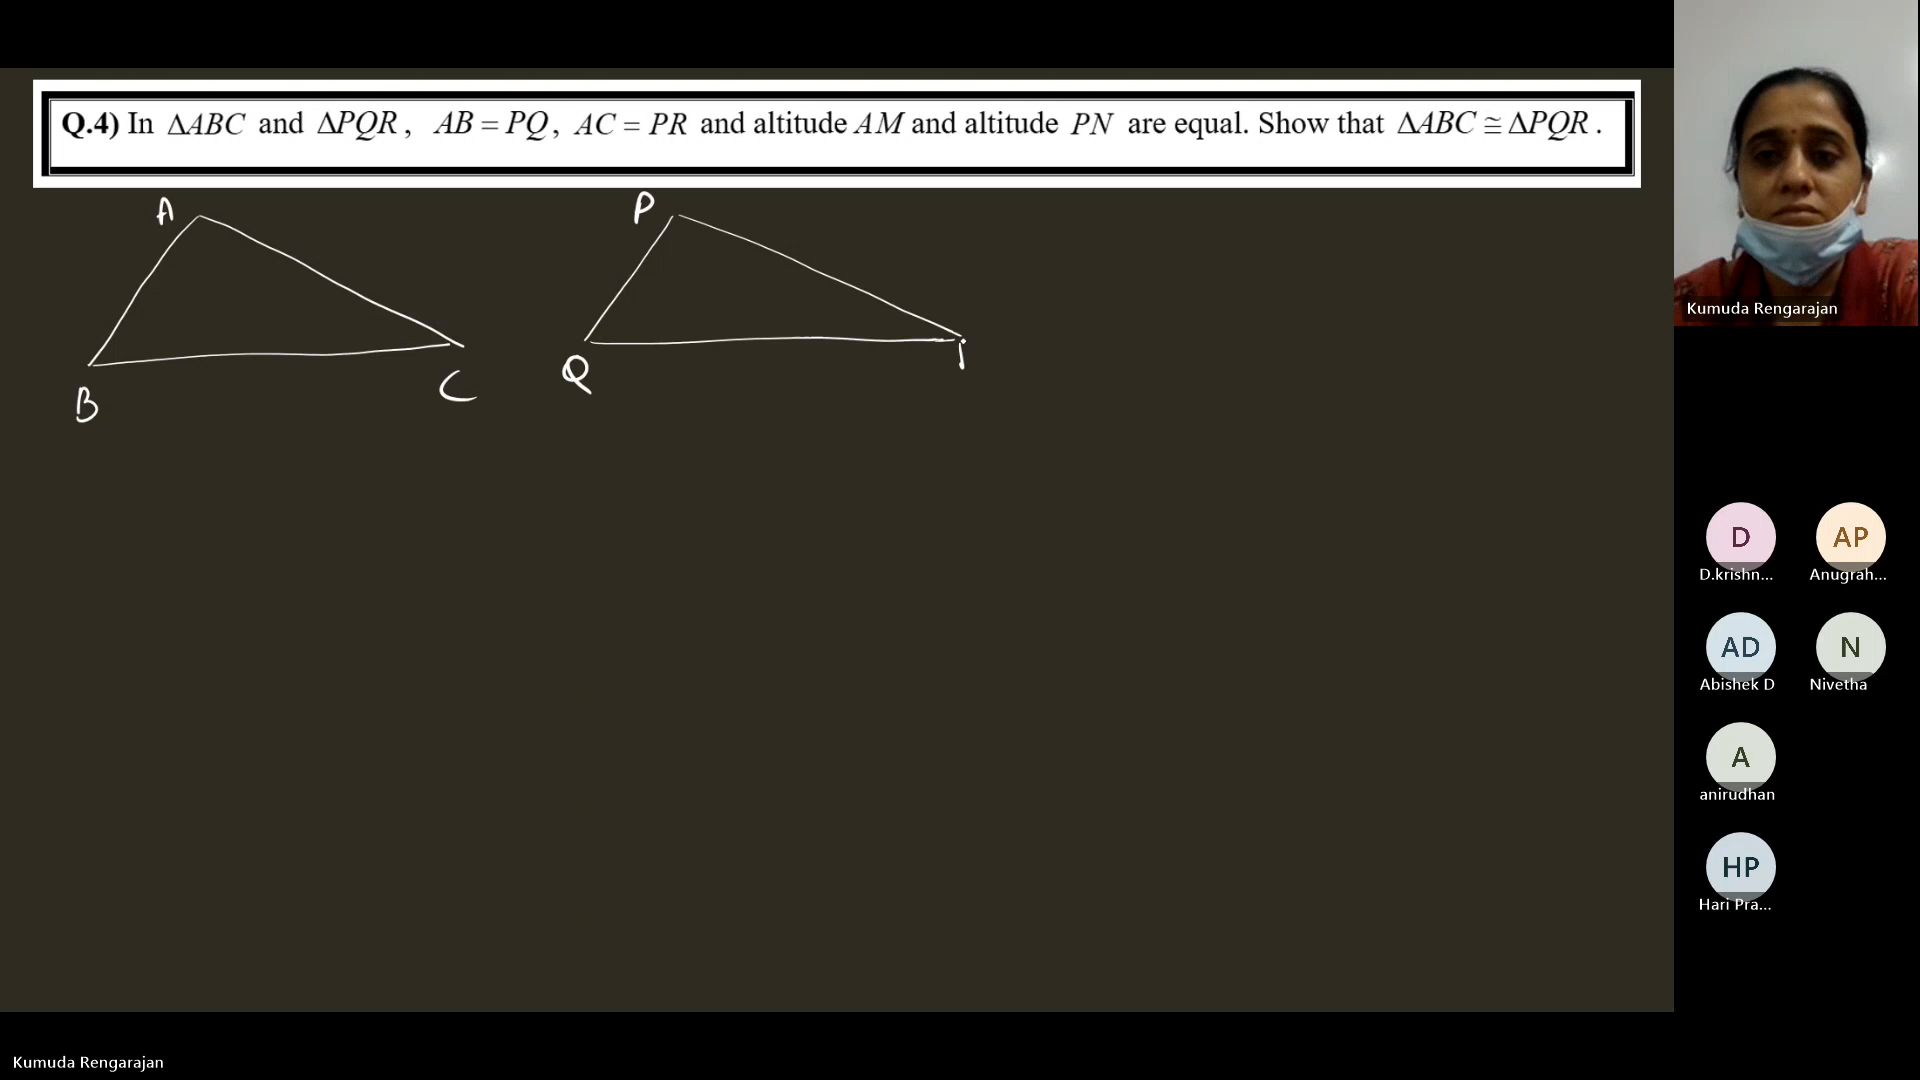 Q.4) In ΔABC and ΔPQR, AB = PQ, AC = PR and altitude AM and altitude PN are equal. Show that ΔABC ≅ ΔPQR.
A
P
B
C
Q
Kumuda Rengarajan
D
AP
D.krishn...
Anugrah...
AD
N
Abishek D
Nivetha
A
anirudhan
HP
Hari Pra...
Kumuda Rengarajan